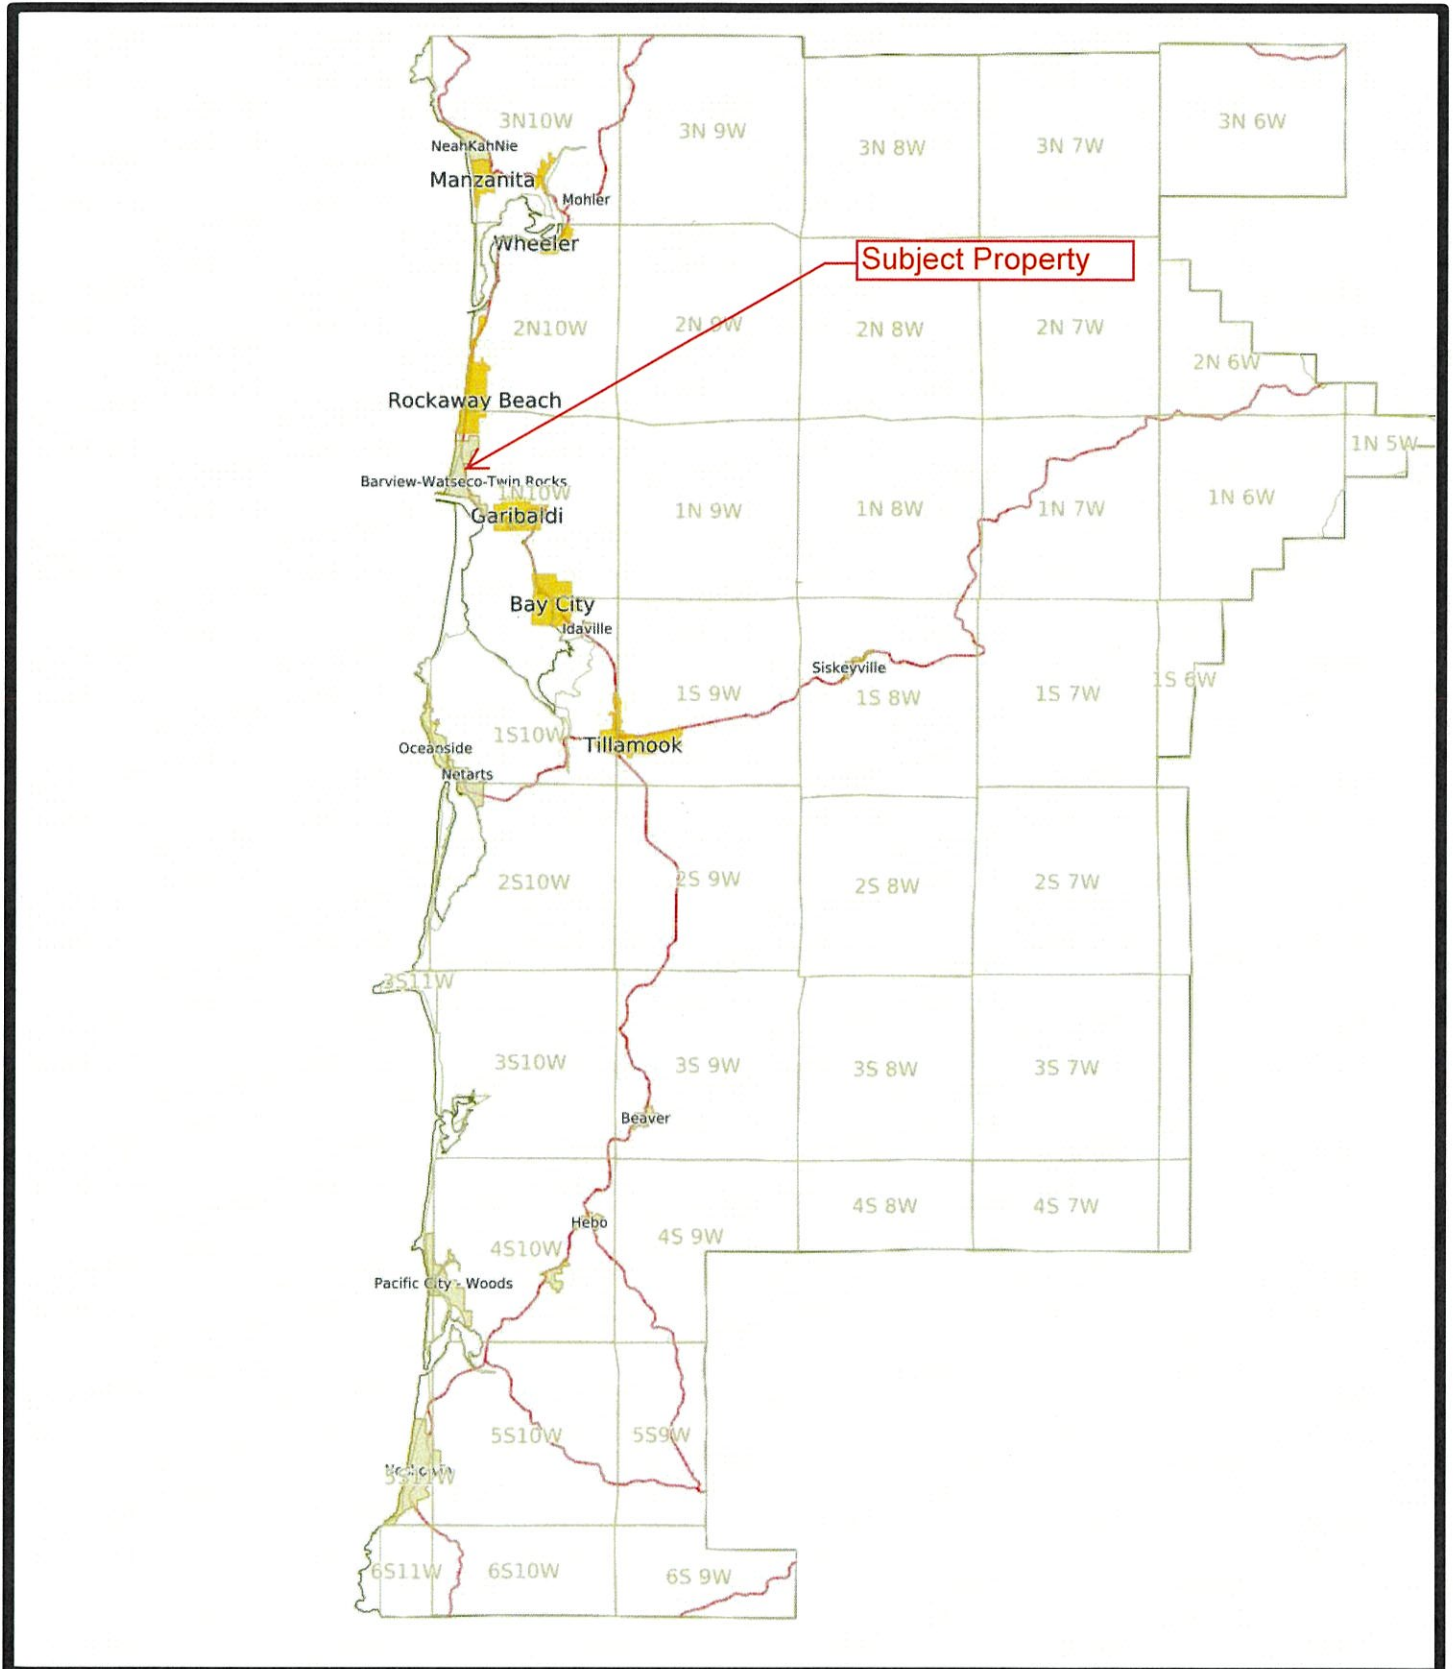 3N10W
3N 9W
3N 8W
3N 7W
3N 6W
NeahKahNie
Manzanita
Mohler
Wheeler
Subject Property
2N10W
2N 9W
2N 8W
2N 7W
2N 6W
Rockaway Beach
1N 5W
Barview-Watseco-Twin Rocks
1N10W
Garibaldi
1N 9W
1N 8W
1N 7W
1N 6W
Bay City
Idaville
Siskeyville
1S 9W
1S 8W
1S 7W
1S 6W
1S10W
Tillamook
Oceanside
Netarts
2S10W
2S 9W
2S 8W
2S 7W
3S11W
3S10W
3S 9W
3S 8W
3S 7W
Beaver
4S 8W
4S 7W
Hebo
4S10W
4S 9W
Pacific City - Woods
5S10W
5S9W
5S11W
6S11W
6S10W
6S 9W